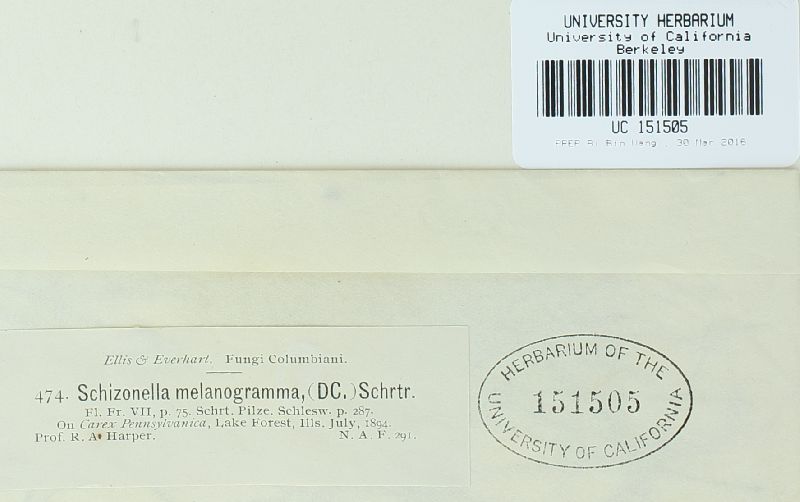 UNIVERSITY HERBARIUM
University of California
Berkeley
UC 151505
PREP Bi Bin Wang, 30 Mar 2016
Ellis & Everhart. Fungi Columbiani.
474. Schizonella melanogramma, (DC.) Schrtr.
Fl. Fr. VII, p. 75. Schrt. Pilze. Schlesw. p. 287.
On Carex Pennsylvanica, Lake Forest, Ills. July, 1894.
Prof. R. A. Harper. N. A. F. 291.
HERBARIUM OF THE
151505
UNIVERSITY OF CALIFORNIA